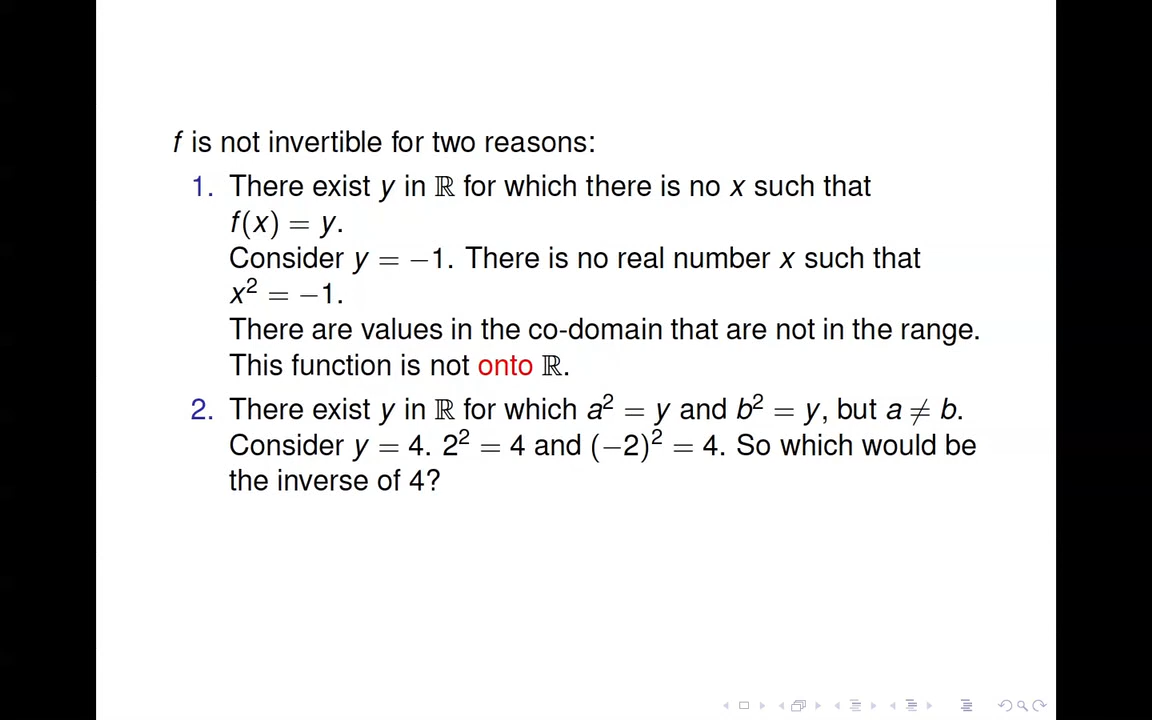 f is not invertible for two reasons:
1. There exist y in ℝ for which there is no x such that
f(x) = y.
Consider y = −1. There is no real number x such that
x² = −1.
There are values in the co-domain that are not in the range.
This function is not onto ℝ.
2. There exist y in ℝ for which a² = y and b² = y, but a ≠ b.
Consider y = 4. 2² = 4 and (−2)² = 4. So which would be
the inverse of 4?